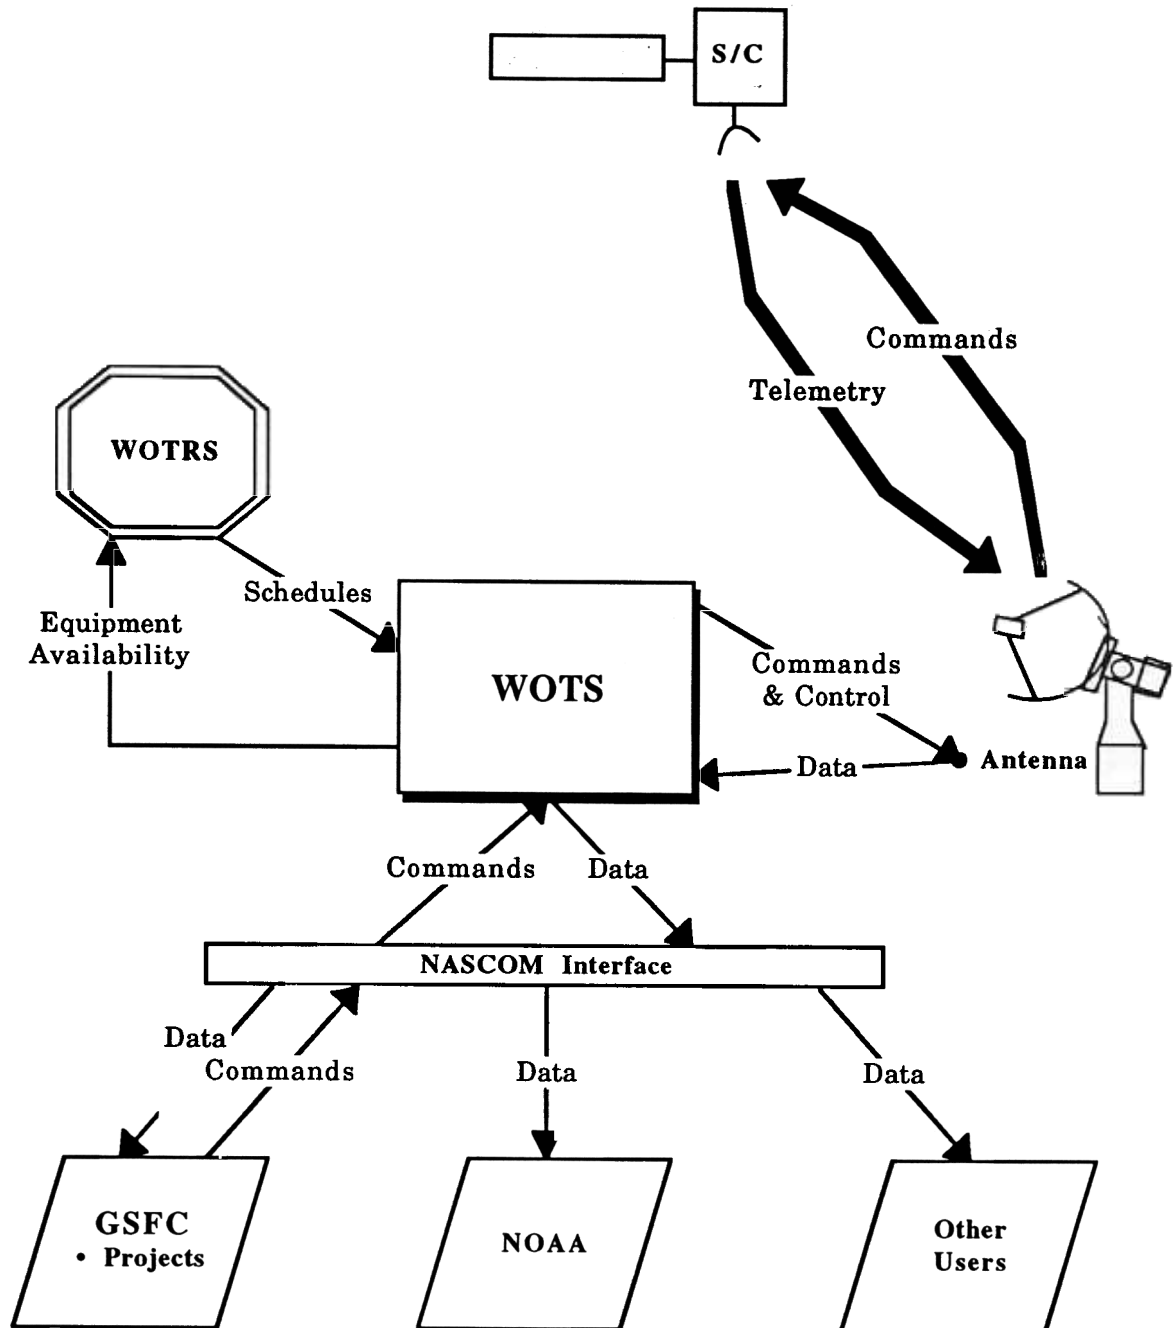 S/C
Commands
Telemetry
WOTRS
Schedules
Equipment
Availability
WOTS
Commands
& Control
Data
Antenna
Commands
Data
NASCOM Interface
Data
Commands
Data
Data
GSFC
• Projects
NOAA
Other
Users